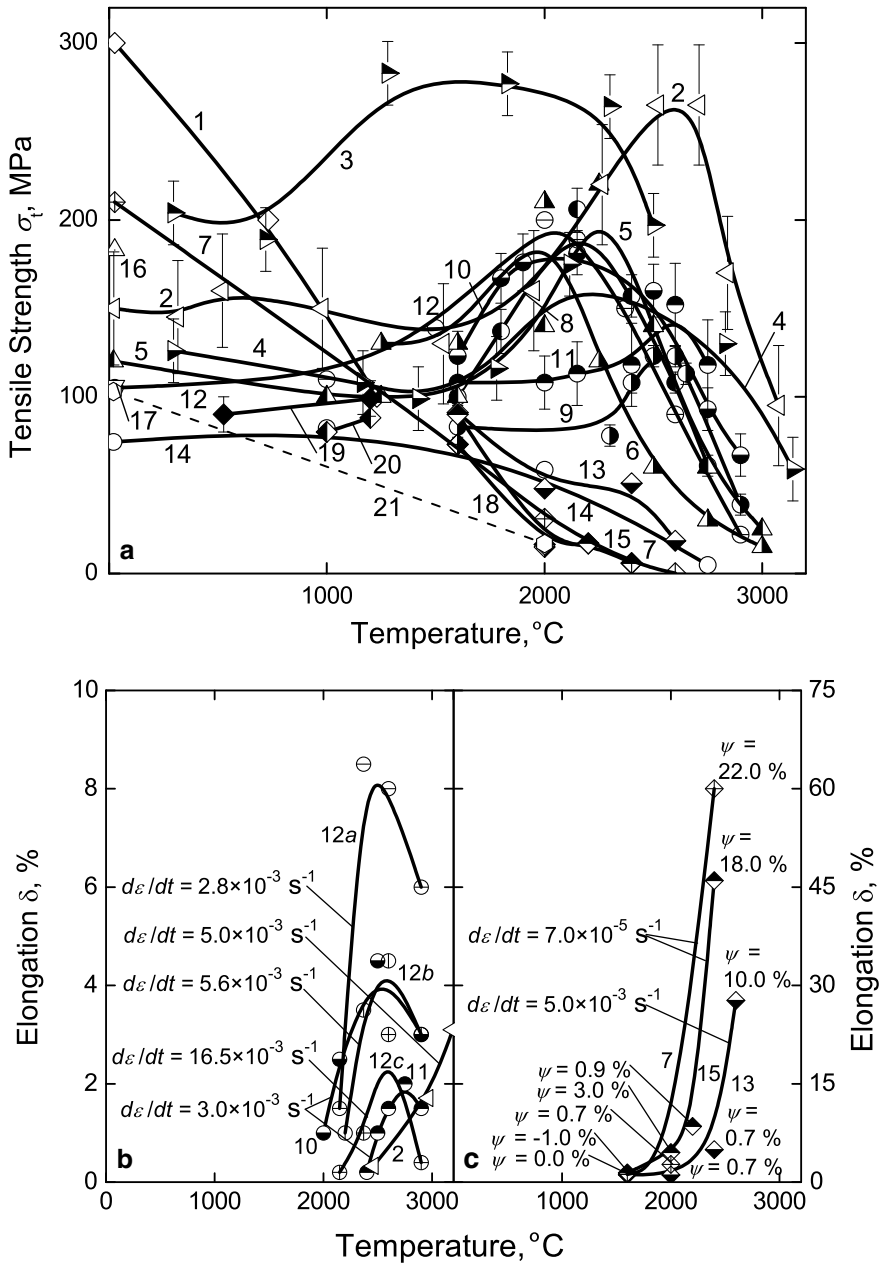 300
200
100
0
Tensile Strength σt, MPa
1
2
3
7
5
16
10
12
2
8
4
5
4
11
12
9
6
17
19
20
13
14
18
14
21
15
7
a
1000
2000
3000
Temperature, °C
10
8
6
4
2
0
Elongation δ, %
12a
dε/dt = 2.8×10-3 s-1
dε/dt = 5.0×10-3 s-1
12b
dε/dt = 5.6×10-3 s-1
dε/dt = 16.5×10-3 s-1
12c
11
dε/dt = 3.0×10-3 s-1
10
2
b
0
1000
2000
3000
75
60
45
30
15
0
Elongation δ, %
ψ =
22.0 %
ψ =
18.0 %
dε/dt = 7.0×10-5 s-1
ψ =
10.0 %
dε/dt = 5.0×10-3 s-1
7
15
13
ψ = 0.9 %
ψ = 3.0 %
ψ = 0.7 %
ψ =
0.7 %
ψ = -1.0 %
ψ = 0.0 %
ψ = 0.7 %
c
1000
2000
3000
Temperature, °C